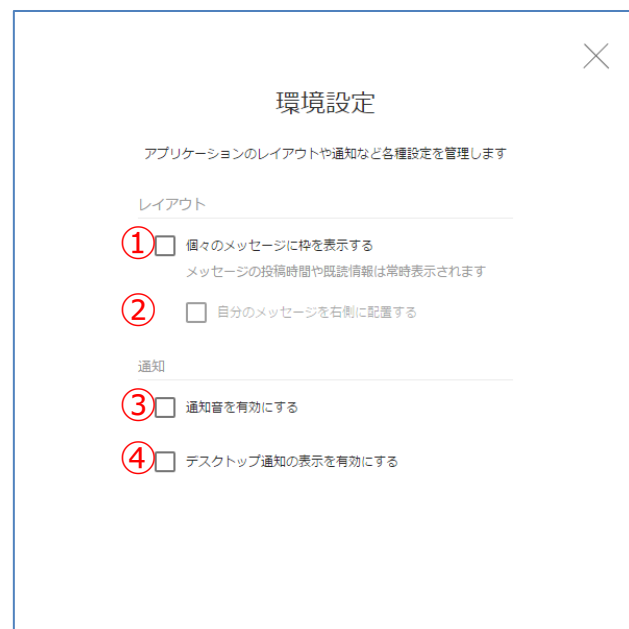 環境設定
アプリケーションのレイアウトや通知など各種設定を管理します
レイアウト
① 個々のメッセージに枠を表示する
メッセージの投稿時間や既読情報は常時表示されます
② 自分のメッセージを右側に配置する
通知
③ 通知音を有効にする
④ デスクトップ通知の表示を有効にする